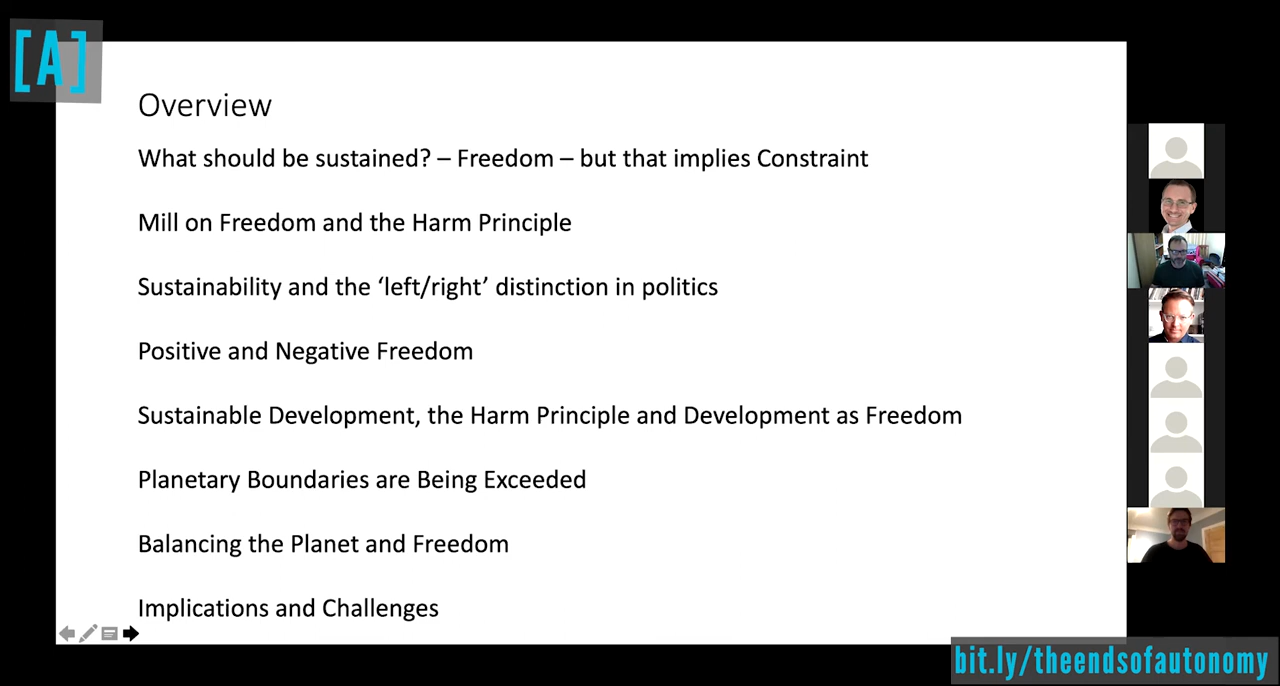 [A]
Overview
What should be sustained? – Freedom – but that implies Constraint
Mill on Freedom and the Harm Principle
Sustainability and the ‘left/right’ distinction in politics
Positive and Negative Freedom
Sustainable Development, the Harm Principle and Development as Freedom
Planetary Boundaries are Being Exceeded
Balancing the Planet and Freedom
Implications and Challenges
bit.ly/theendsofautonomy